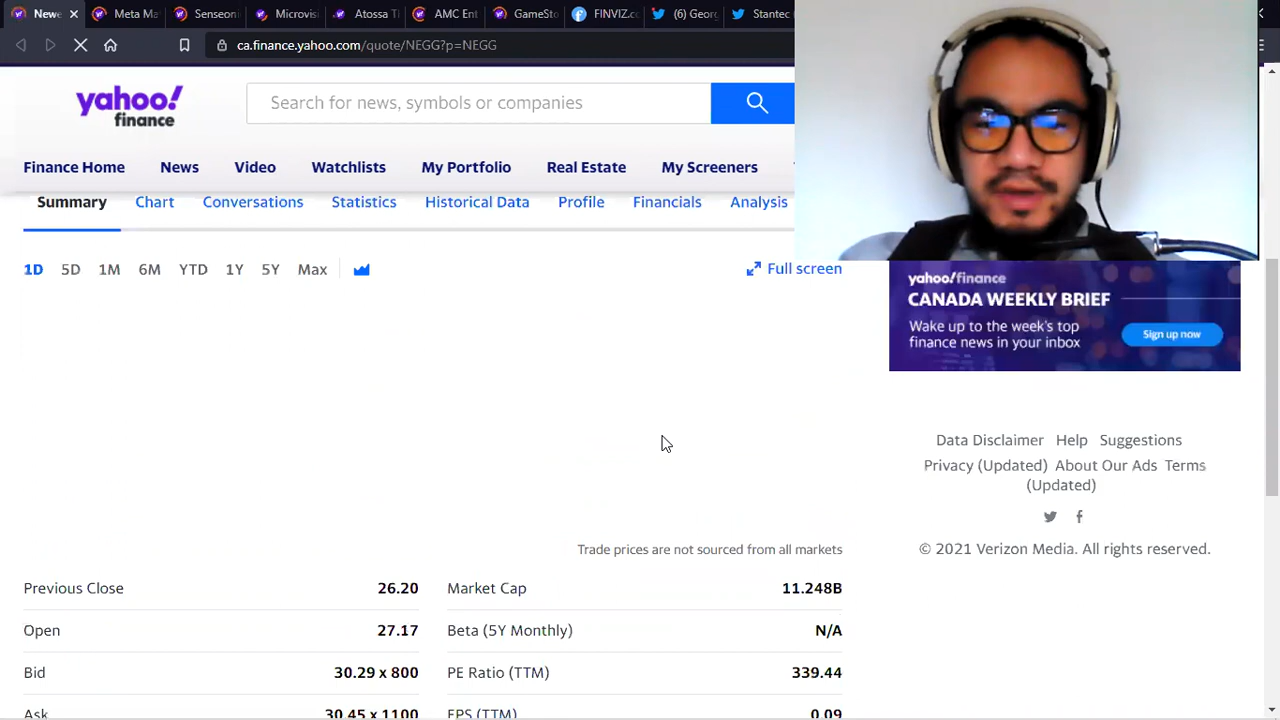 Newe
Meta Ma
Senseoni
Microvis
Atossa Ti
AMC Ent
GameSto
FINVIZ.co
(6) Georg
Stantec (
ca.finance.yahoo.com/quote/NEGG?p=NEGG
yahoo!
finance
Search for news, symbols or companies
Finance Home News Video Watchlists My Portfolio Real Estate My Screeners
Summary Chart Conversations Statistics Historical Data Profile Financials Analysis
1D 5D 1M 6M YTD 1Y 5Y Max
Full screen
Trade prices are not sourced from all markets
Previous Close 26.20
Open 27.17
Bid 30.29 x 800
Ask 30.45 x 1100
Market Cap 11.248B
Beta (5Y Monthly) N/A
PE Ratio (TTM) 339.44
EPS (TTM) 0.09
yahoo!finance
CANADA WEEKLY BRIEF
Wake up to the week's top
finance news in your inbox
Sign up now
Data Disclaimer Help Suggestions
Privacy (Updated) About Our Ads Terms
(Updated)
© 2021 Verizon Media. All rights reserved.